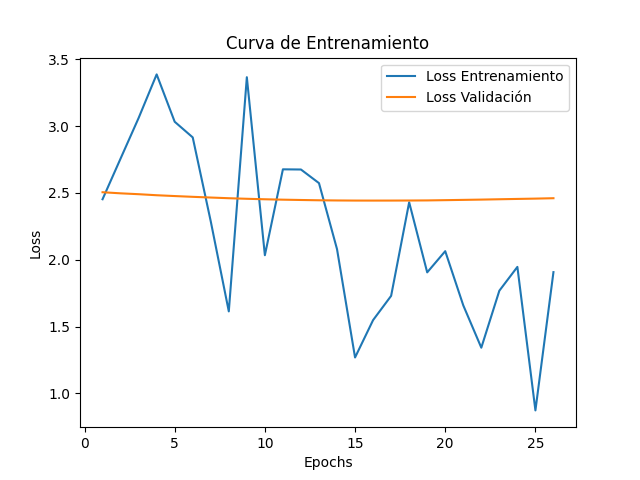 Curva de Entrenamiento
Loss Entrenamiento
Loss Validación
3.5
3.0
2.5
2.0
1.5
1.0
Loss
0 5 10 15 20 25
Epochs